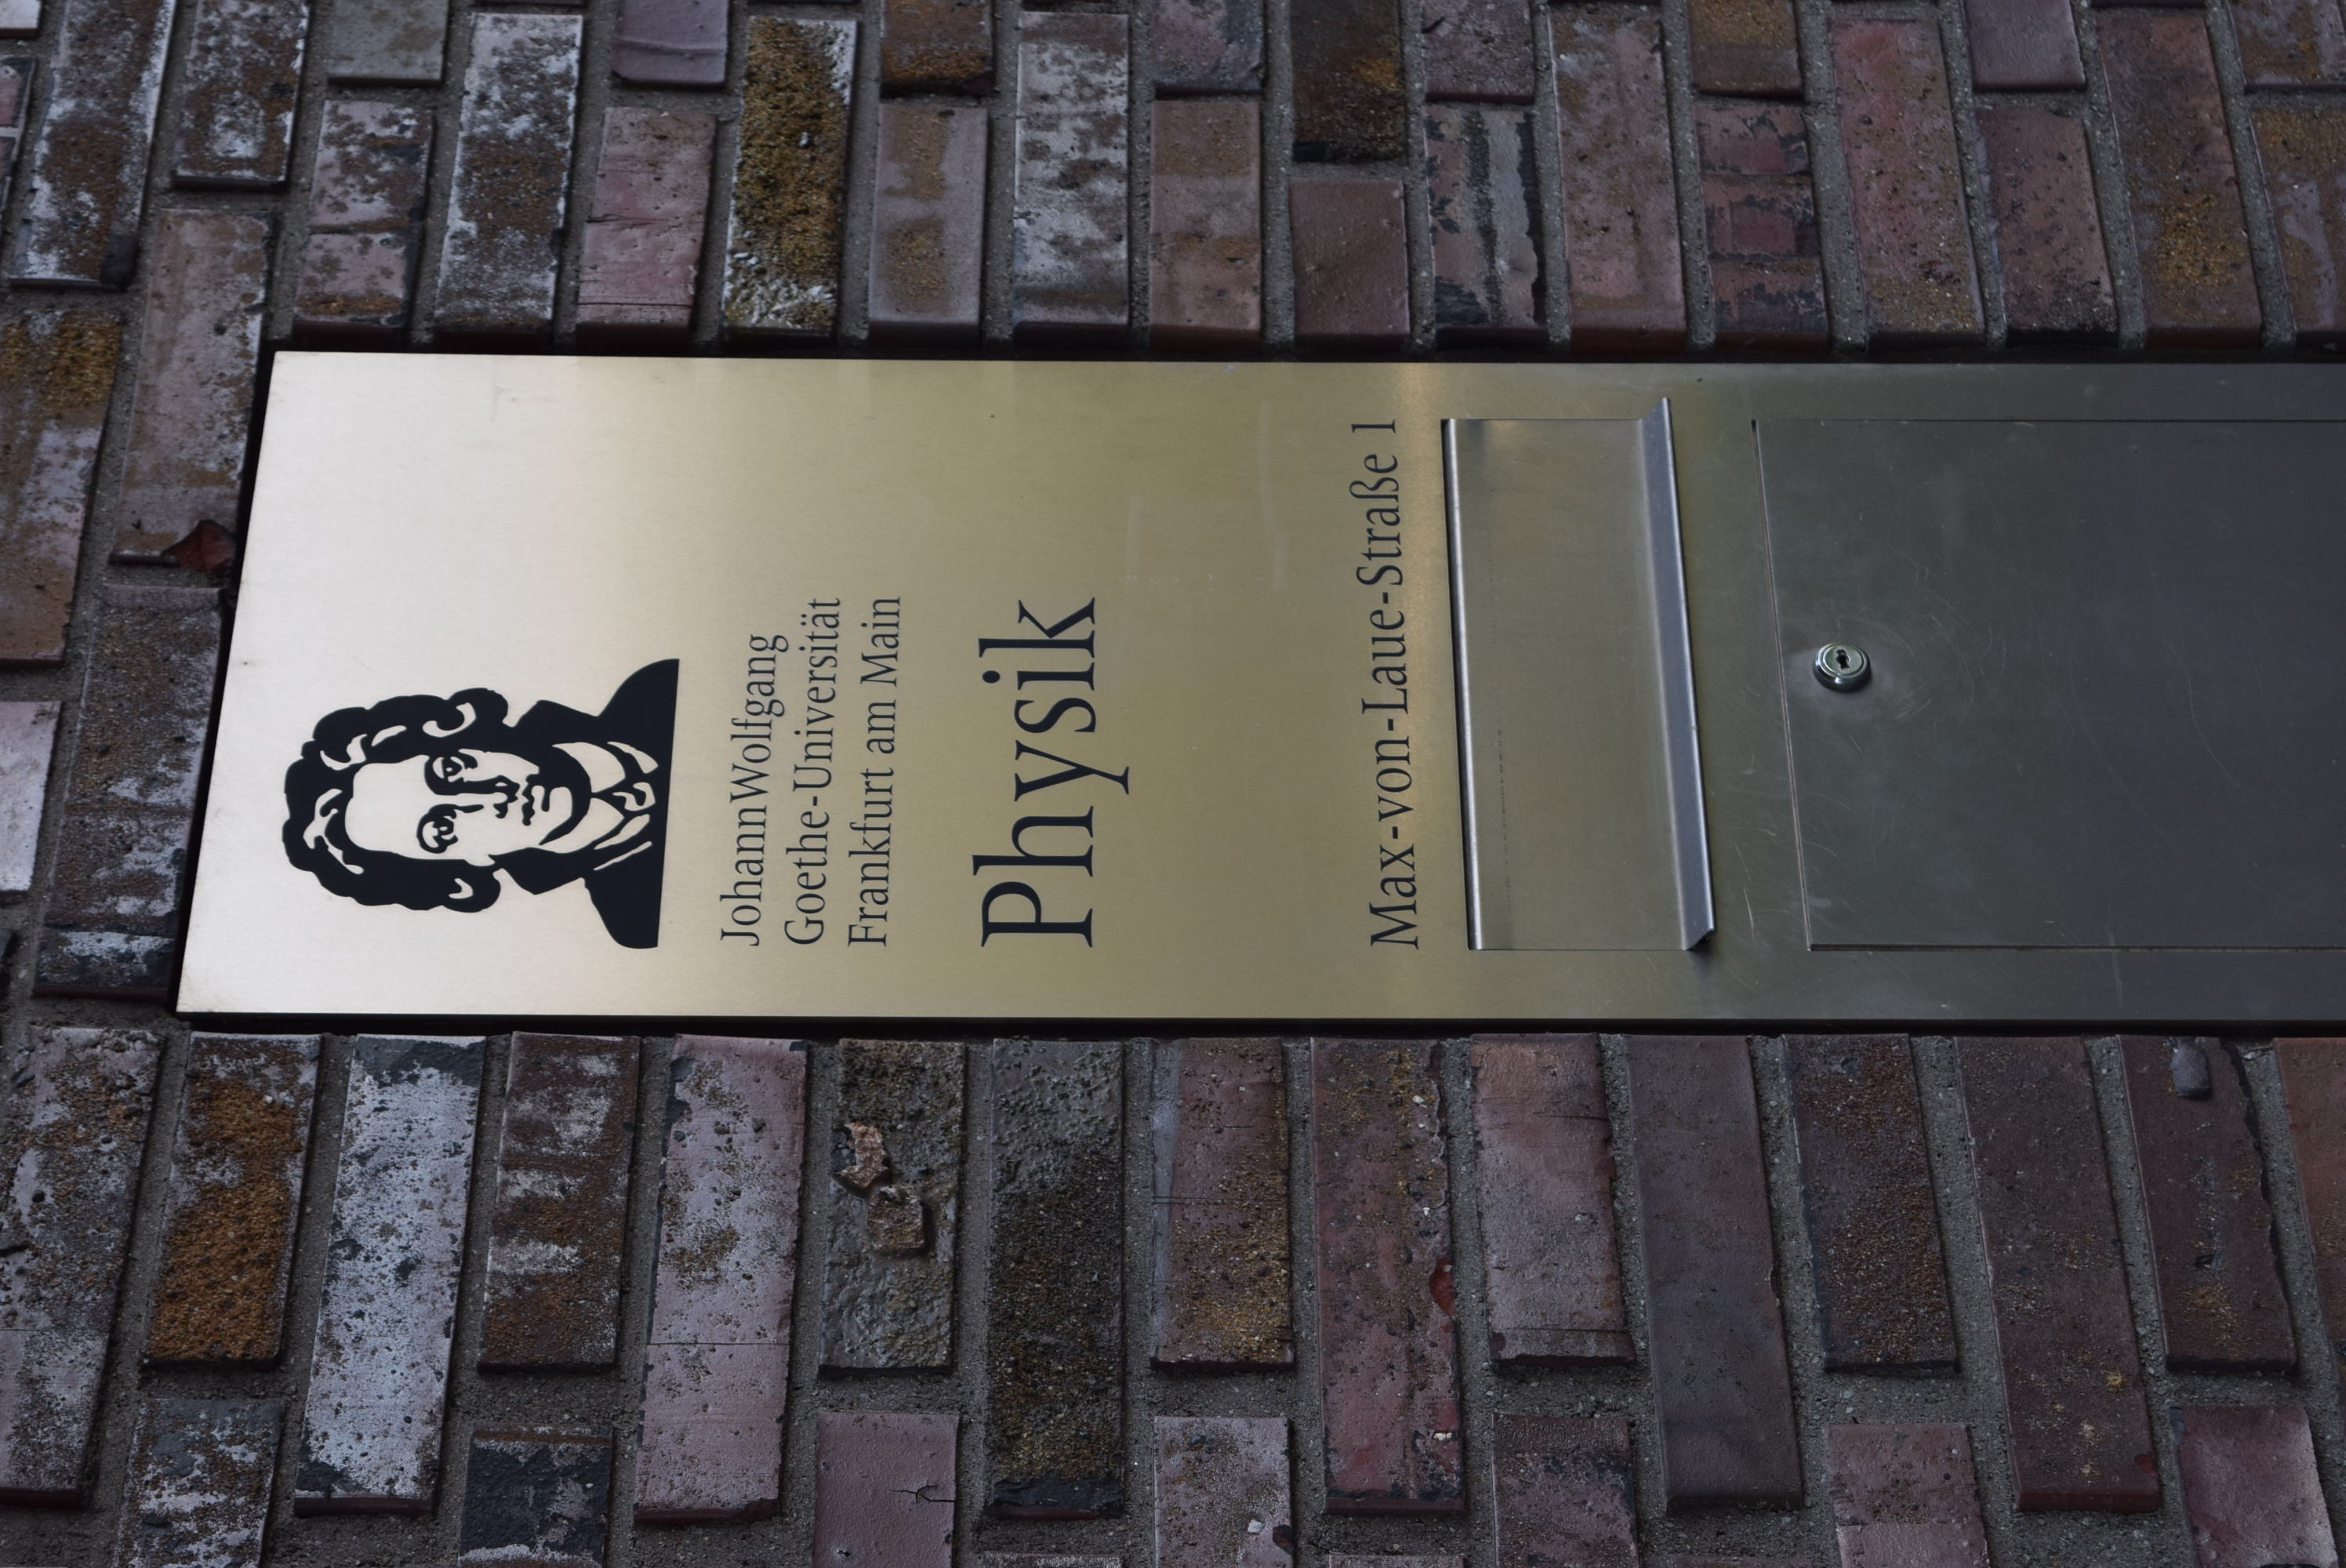 Johann Wolfgang
Goethe-Universität
Frankfurt am Main
Physik
Max-von-Laue-Straße 1